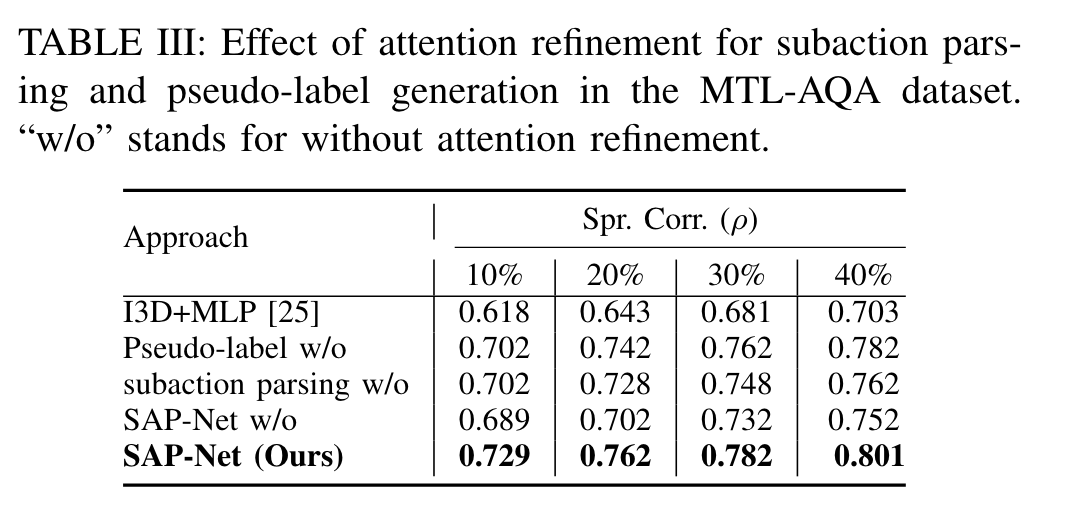 TABLE III: Effect of attention refinement for subaction pars-
ing and pseudo-label generation in the MTL-AQA dataset.
“w/o” stands for without attention refinement.
Approach Spr. Corr. (ρ)
10% 20% 30% 40%
I3D+MLP [25] 0.618 0.643 0.681 0.703
Pseudo-label w/o 0.702 0.742 0.762 0.782
subaction parsing w/o 0.702 0.728 0.748 0.762
SAP-Net w/o 0.689 0.702 0.732 0.752
SAP-Net (Ours) 0.729 0.762 0.782 0.801